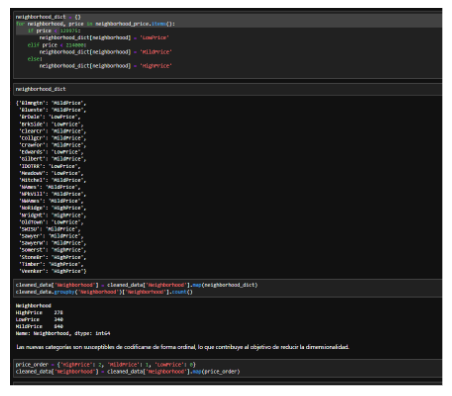 neighborhood_dict = {}
for neighborhood, price in neighborhood_price.items():
if price
neighborhood_dict[neighborhood] = 'LowPrice'
elif price
neighborhood_dict[neighborhood] = 'MildPrice'
else:
neighborhood_dict[neighborhood] = 'HighPrice'
neighborhood_dict
{'Blmngtn': 'MildPrice',
'Blueste': 'MildPrice',
'BrDale': 'LowPrice',
'BrkSide': 'LowPrice',
'ClearCr': 'MildPrice',
'CollgCr': 'MildPrice',
'Crawfor': 'MildPrice',
'Edwards': 'LowPrice',
'Gilbert': 'MildPrice',
'IDOTRR': 'LowPrice',
'MeadowV': 'LowPrice',
'Mitchel': 'MildPrice',
'NAmes': 'MildPrice',
'NPkVill': 'MildPrice',
'NWAmes': 'MildPrice',
'NoRidge': 'HighPrice',
'NridgHt': 'HighPrice',
'OldTown': 'LowPrice',
'SWISU': 'MildPrice',
'Sawyer': 'MildPrice',
'SawyerW': 'MildPrice',
'Somerst': 'HighPrice',
'StoneBr': 'HighPrice',
'Timber': 'HighPrice',
'Veenker': 'HighPrice'}
cleaned_data['Neighborhood'] = cleaned_data['Neighborhood'].map(neighborhood_dict)
cleaned_data.groupby('Neighborhood')['Neighborhood'].count()
Neighborhood
HighPrice
LowPrice
MildPrice
Name: Neighborhood, dtype: int64
Las nuevas categorías son susceptibles de codificarse de forma ordinal, lo que contribuye al objetivo de reducir la dimensionalidad.
price_order = {'HighPrice': 2, 'MildPrice': 1, 'LowPrice': 0}
cleaned_data['Neighborhood'] = cleaned_data['Neighborhood'].map(price_order)